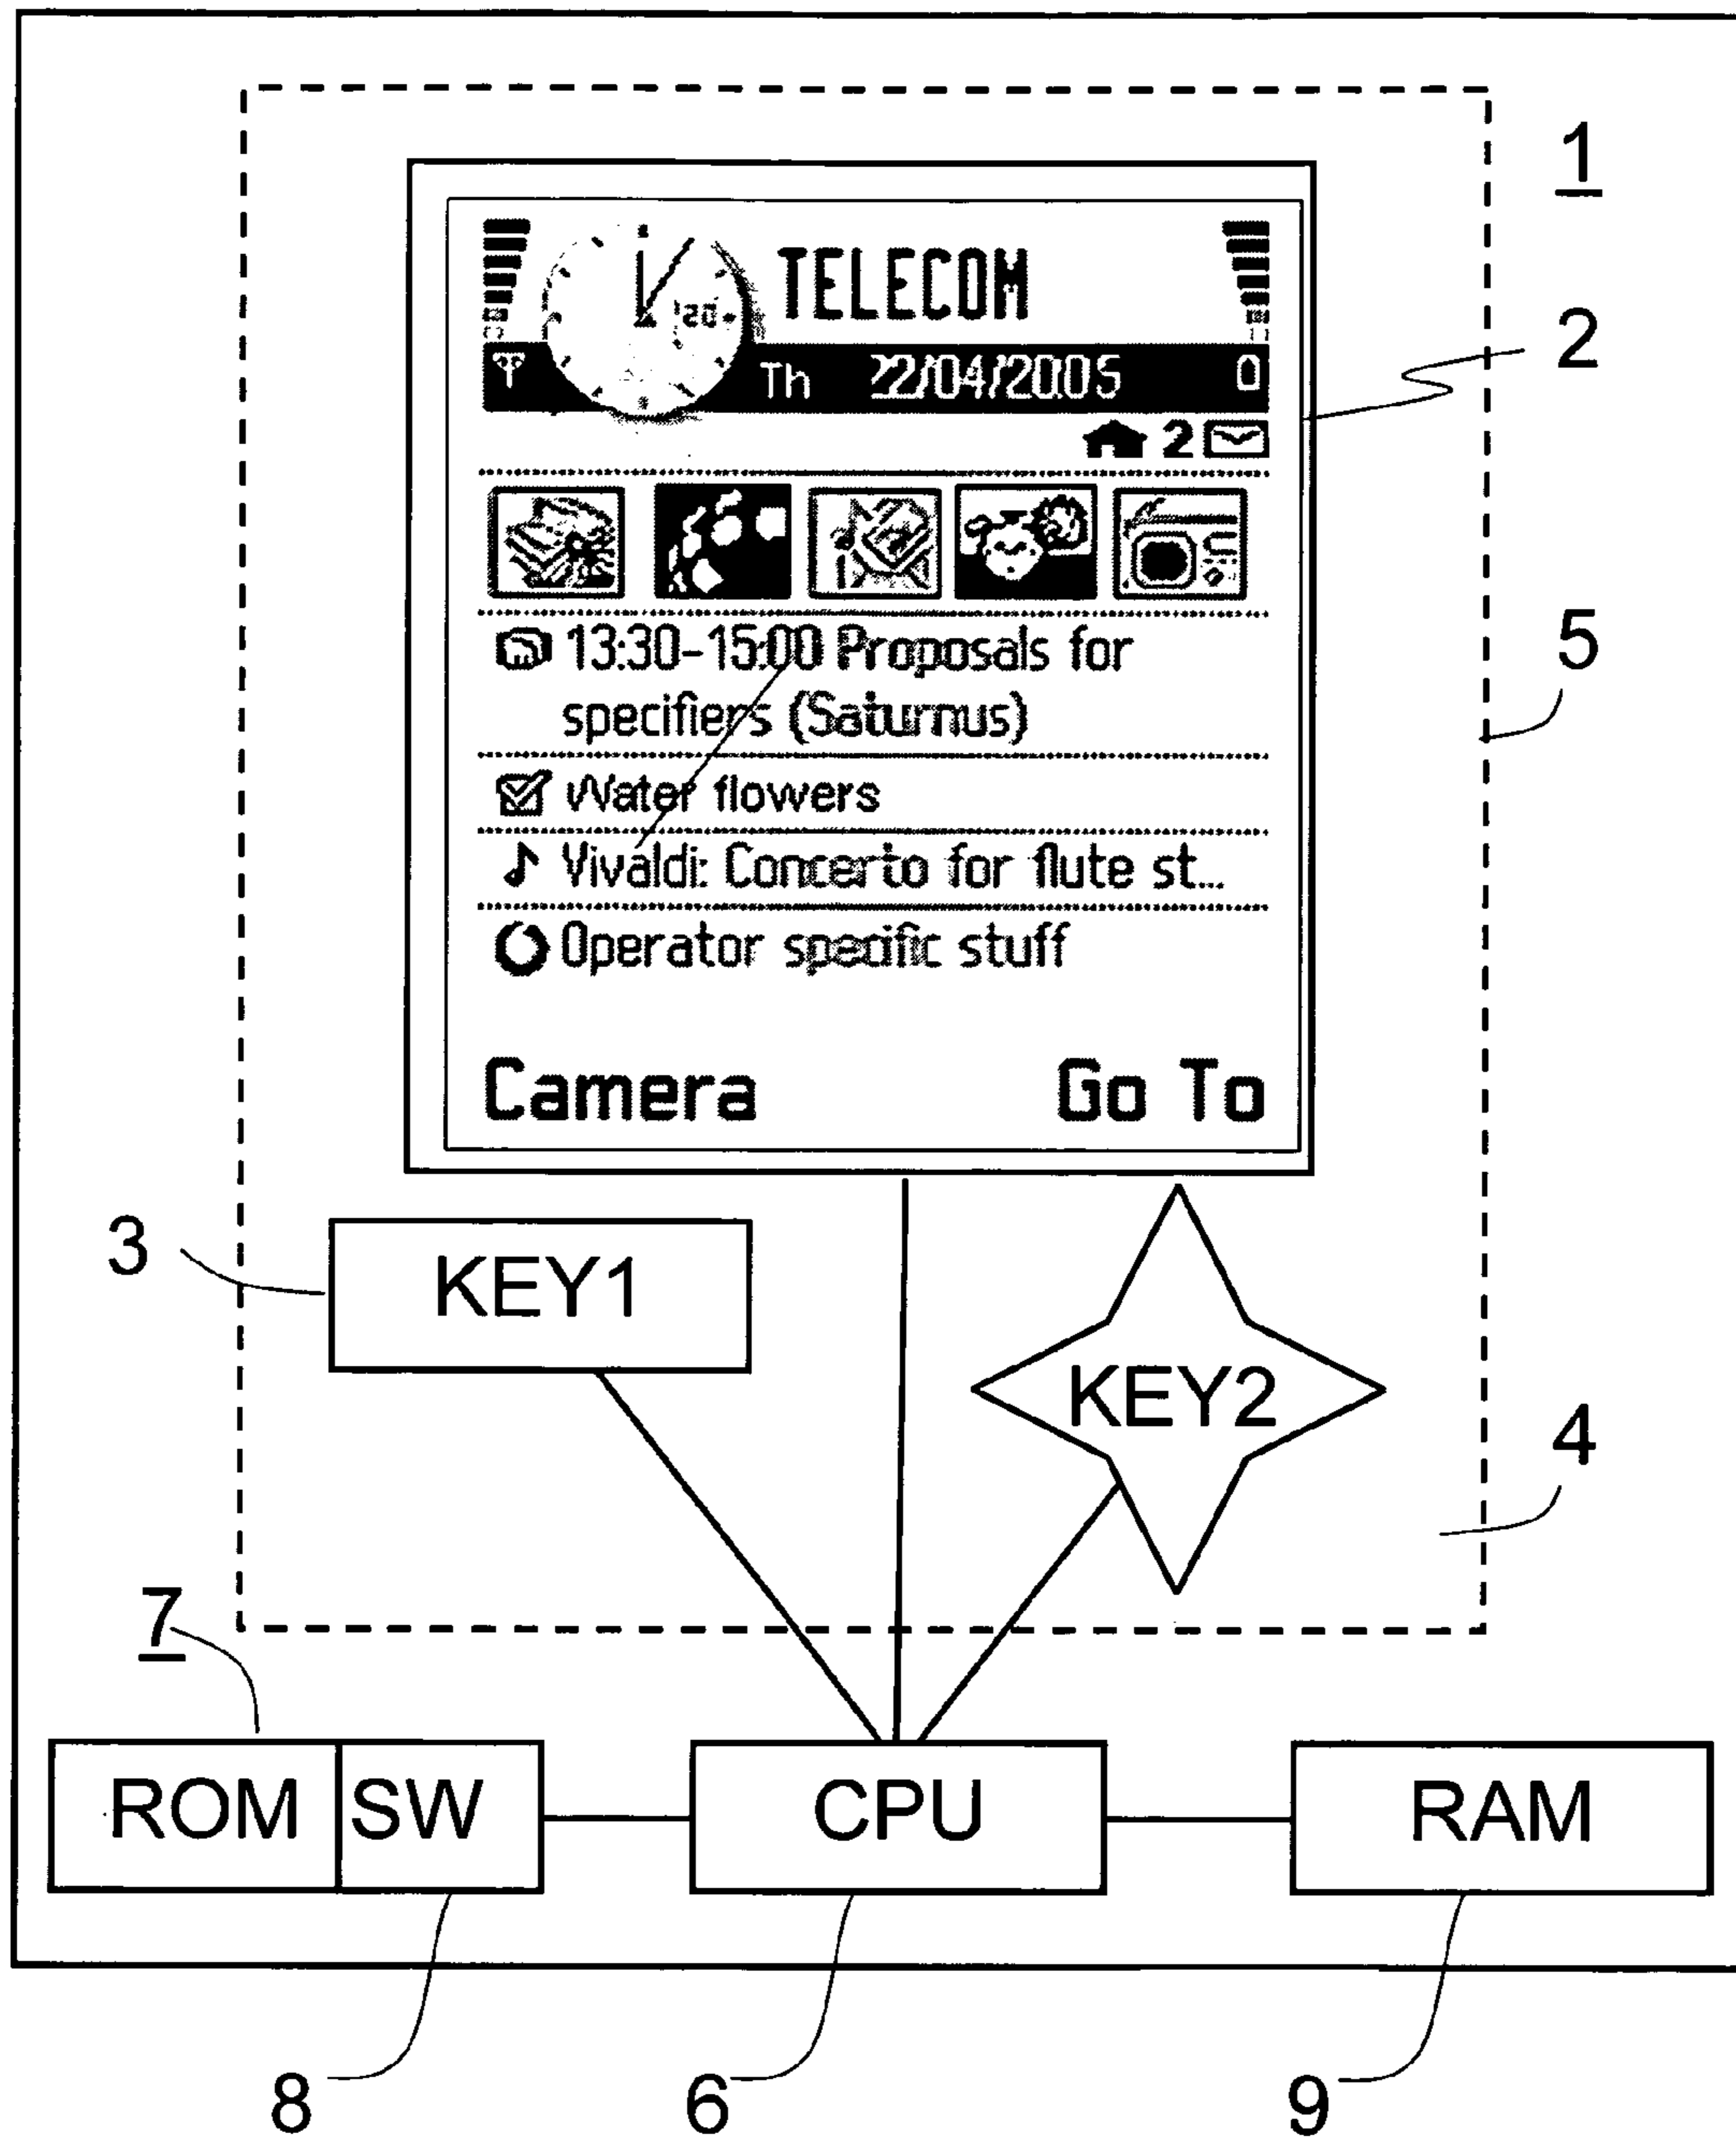 1
TELECOM
Th 22/04/2005
2
2
13:30-15:00 Proposals for
specifiers (Saturnus)
5
Water flowers
Vivaldi: Concerto for flute st...
Operator specific stuff
Camera Go To
3
KEY1
KEY2
4
7
ROM SW CPU RAM
8 6 9